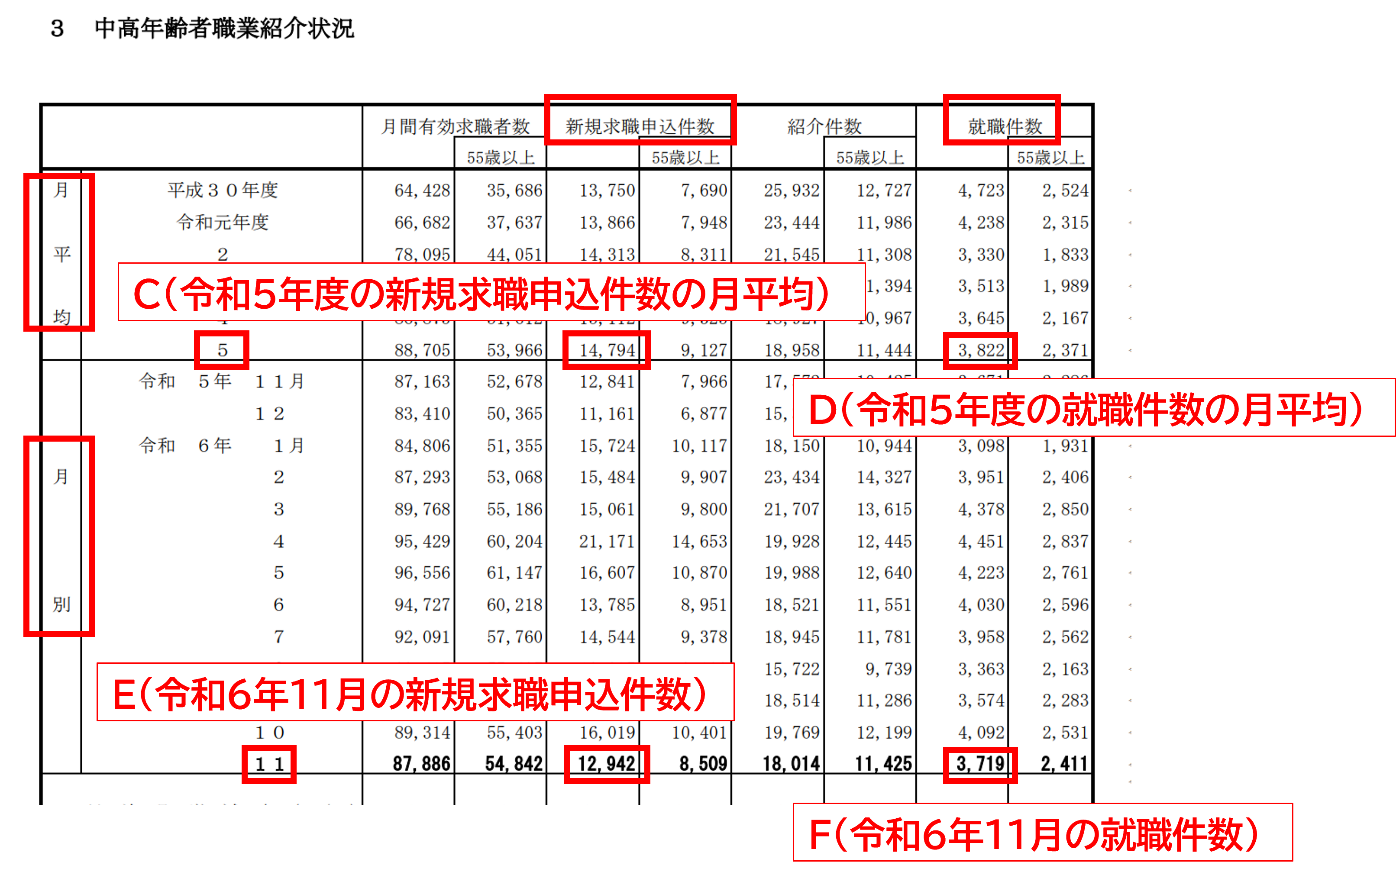 ３　中高年齢者職業紹介状況
月間有効求職者数 新規求職申込件数 紹介件数 就職件数
55歳以上 55歳以上 55歳以上 55歳以上
月 平成３０年度 64,428 35,686 13,750 7,690 25,932 12,727 4,723 2,524
令和元年度 66,682 37,637 13,866 7,948 23,444 11,986 4,238 2,315
平 ２ 78,095 44,051 14,313 8,311 21,545 11,308 3,330 1,833
C（令和5年度の新規求職申込件数の月平均） 3,513 1,989
均 3,645 2,167
５ 88,705 53,966 14,794 9,127 18,958 11,444 3,822 2,371
令和　５年　１１月 87,163 52,678 12,841 7,966
１２ 83,410 50,365 11,161 6,877
D（令和5年度の就職件数の月平均）
令和　６年　１月 84,806 51,355 15,724 10,117 18,150 10,944 3,098 1,931
月 ２ 87,293 53,068 15,484 9,907 23,434 14,327 3,951 2,406
３ 89,768 55,186 15,061 9,800 21,707 13,615 4,378 2,850
４ 95,429 60,204 21,171 14,653 19,928 12,445 4,451 2,837
５ 96,556 61,147 16,607 10,870 19,988 12,640 4,223 2,761
別 ６ 94,727 60,218 13,785 8,951 18,521 11,551 4,030 2,596
７ 92,091 57,760 14,544 9,378 18,945 11,781 3,958 2,562
15,722 9,739 3,363 2,163
E（令和6年11月の新規求職申込件数） 18,514 11,286 3,574 2,283
１０ 89,314 55,403 16,019 10,401 19,769 12,199 4,092 2,531
１１ 87,886 54,842 12,942 8,509 18,014 11,425 3,719 2,411
F（令和6年11月の就職件数）